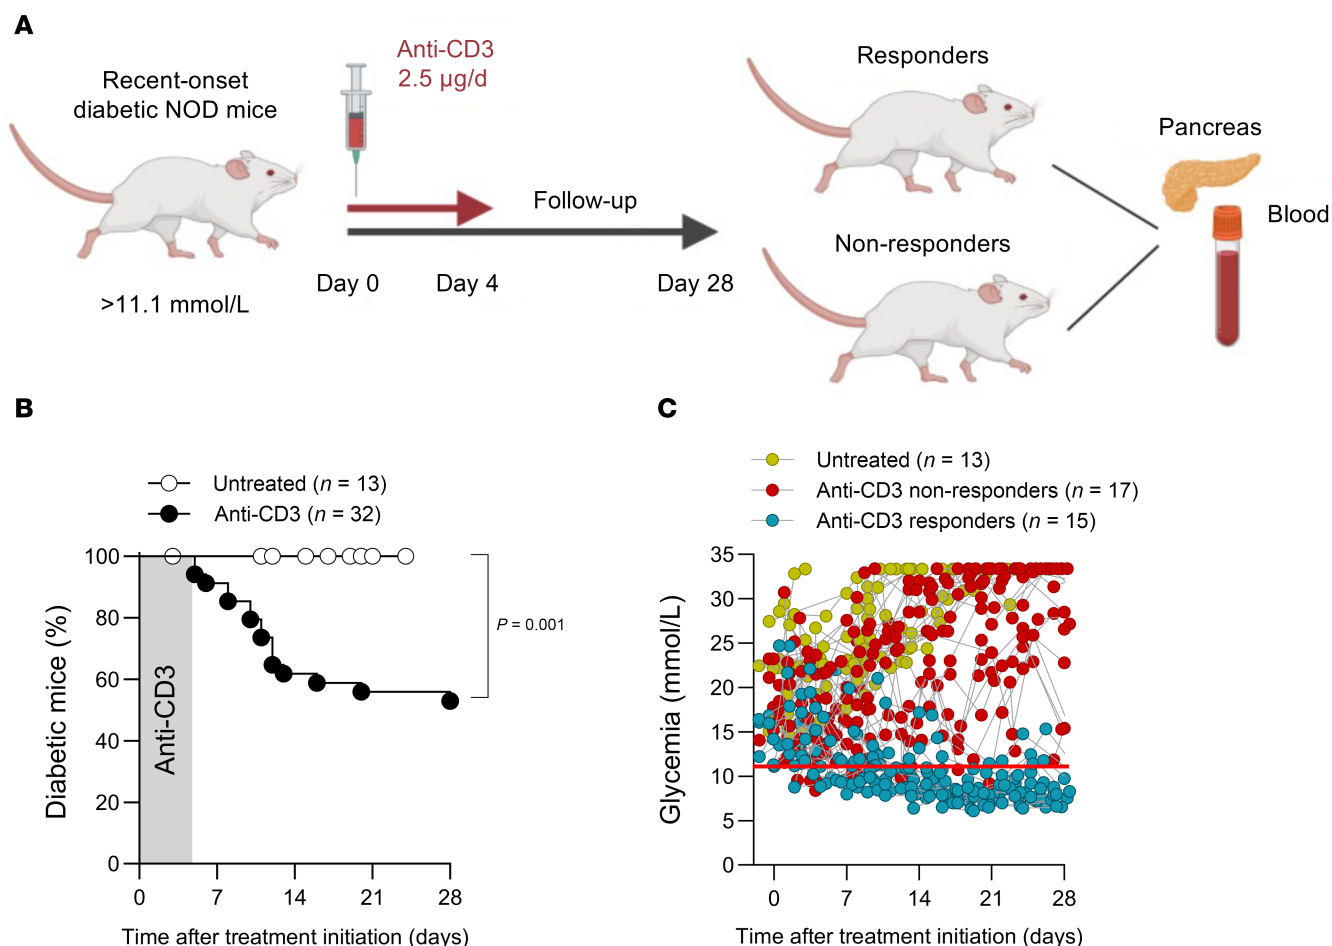 A
Recent-onset
diabetic NOD mice
>11.1 mmol/L
Anti-CD3
2.5 µg/d
Follow-up
Day 0
Day 4
Day 28
Responders
Non-responders
Pancreas
Blood
B
Untreated (n = 13)
Anti-CD3 (n = 32)
Diabetic mice (%)
100
80
60
40
20
0
Anti-CD3
P = 0.001
0 7 14 21 28
Time after treatment initiation (days)
C
Untreated (n = 13)
Anti-CD3 non-responders (n = 17)
Anti-CD3 responders (n = 15)
Glycemia (mmol/L)
35
30
25
20
15
10
5
0
0 7 14 21 28
Time after treatment initiation (days)